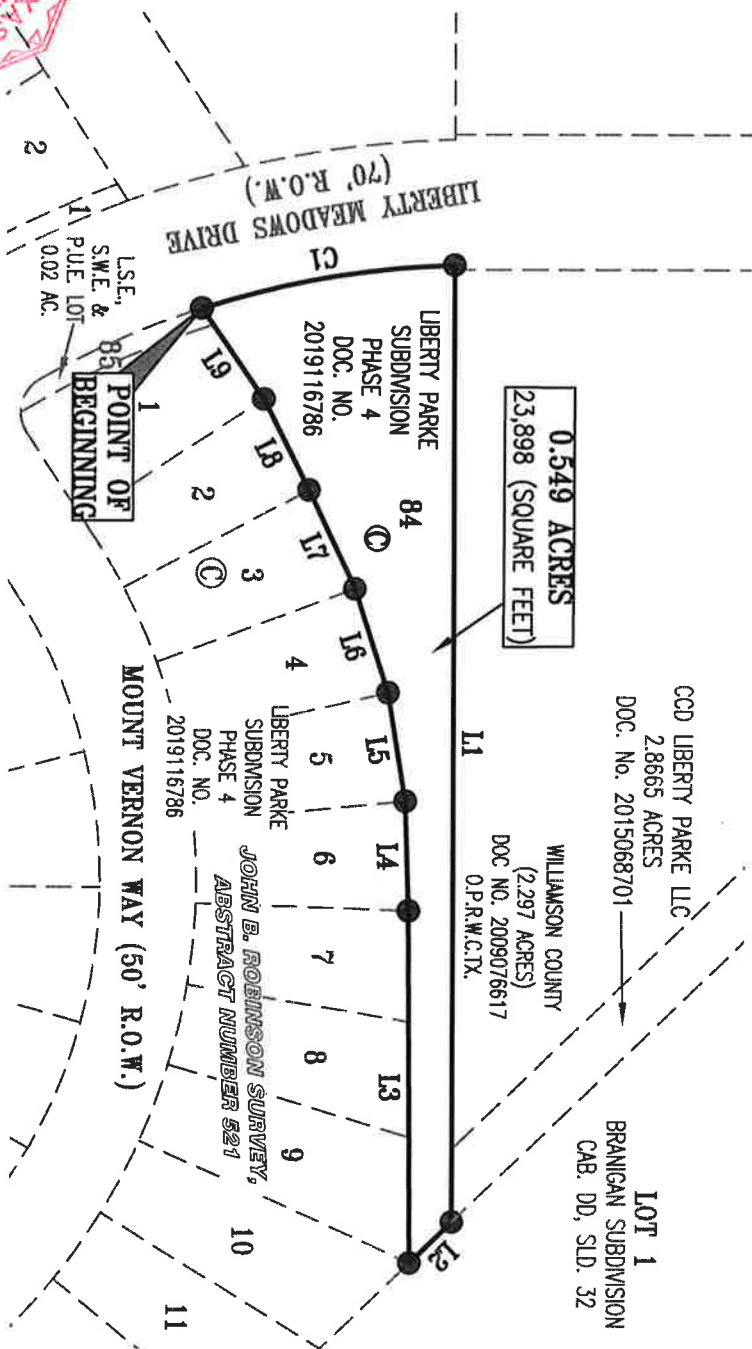 LOT 1
BRANIGAN SUBDIVISION
CAB. DD, SLD. 32
CCD LIBERTY PARKE LLC
2.8665 ACRES
DOC. No. 2015068701
WILLIAMSON COUNTY
(2.297 ACRES)
DOC NO. 2009076617
O.P.R.W.C.TX.
0.549 ACRES
23,898 (SQUARE FEET)
L1
L2
LIBERTY PARKE
SUBDIVISION
PHASE 4
DOC. NO.
2019116786
84
C
LIBERTY MEADOWS DRIVE
(70' R.O.W.)
C1
L9
L8
L7
L6
L5
L4
L3
POINT OF
BEGINNING
85
1
2
3
C
4
5
6
7
8
9
10
11
LIBERTY PARKE
SUBDIVISION
PHASE 4
DOC. NO.
2019116786
JOHN B. ROBINSON SURVEY,
ABSTRACT NUMBER 521
MOUNT VERNON WAY (50' R.O.W.)
L.S.E.,
S.W.E. &
P.U.E. LOT
0.02 AC.
1
2